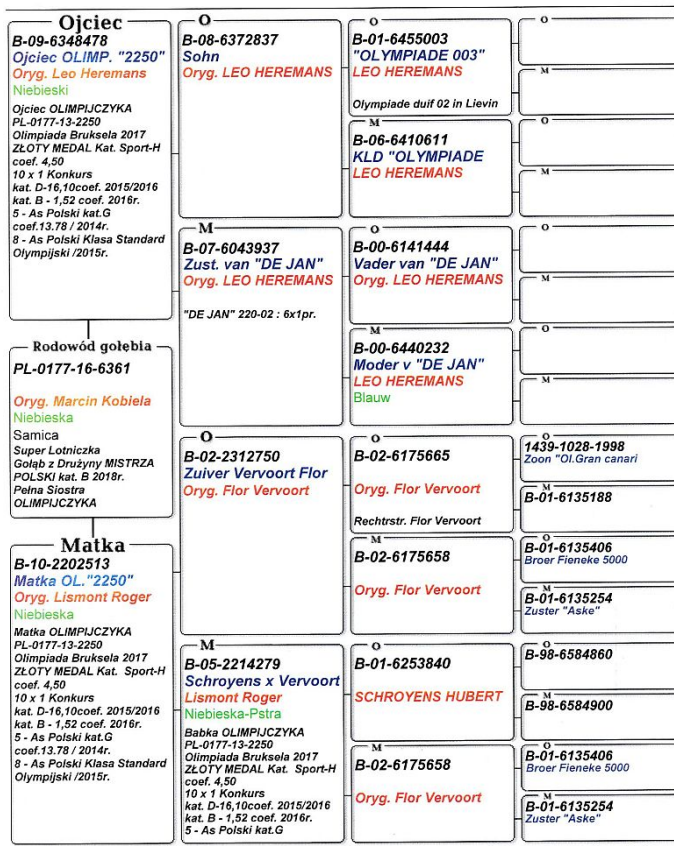 Ojciec
B-09-6348478
Ojciec OLIMP. "2250"
Oryg. Leo Heremans
Niebieski
Ojciec OLIMPIJCZYKA
PL-0177-13-2250
Olimpiada Bruksela 2017
ZŁOTY MEDAL Kat. Sport-H
coef. 4,50
10 x 1 Konkurs
kat. D-16,10coef. 2015/2016
kat. B - 1,52 coef. 2016r.
5 - As Polski kat.G
coef.13.78 / 2014r.
8 - As Polski Klasa Standard
Olympijski /2015r.
Rodowód gołębia
PL-0177-16-6361
Oryg. Marcin Kobiela
Niebieska
Samica
Super Lotniczka
Gołąb z Drużyny MISTRZA
POLSKI kat. B 2018r.
Pełna Siostra
OLIMPIJCZYKA
Matka
B-10-2202513
Matka OL."2250"
Oryg. Lismont Roger
Niebieska
Matka OLIMPIJCZYKA
PL-0177-13-2250
Olimpiada Bruksela 2017
ZŁOTY MEDAL Kat. Sport-H
coef. 4,50
10 x 1 Konkurs
kat. D-16,10coef. 2015/2016
kat. B - 1,52 coef. 2016r.
5 - As Polski kat.G
coef.13.78 / 2014r.
8 - As Polski Klasa Standard
Olympijski /2015r.
O
B-08-6372837
Sohn
Oryg. LEO HEREMANS
M
B-07-6043937
Zust. van "DE JAN"
Oryg. LEO HEREMANS
"DE JAN" 220-02 : 6x1pr.
O
B-02-2312750
Zuiver Vervoort Flor
Oryg. Flor Vervoort
M
B-05-2214279
Schroyens x Vervoort
Lismont Roger
Niebieska-Pstra
Babka OLIMPIJCZYKA
PL-0177-13-2250
Olimpiada Bruksela 2017
ZŁOTY MEDAL Kat. Sport-H
coef. 4,50
10 x 1 Konkurs
kat. D-16,10coef. 2015/2016
kat. B - 1,52 coef. 2016r.
5 - As Polski kat.G
O
B-01-6455003
"OLYMPIADE 003"
LEO HEREMANS
Olympiade duif 02 in Lievin
M
B-06-6410611
KLD "OLYMPIADE
LEO HEREMANS
O
B-00-6141444
Vader van "DE JAN"
Oryg. LEO HEREMANS
M
B-00-6440232
Moder v "DE JAN"
LEO HEREMANS
Blauw
O
B-02-6175665
Oryg. Flor Vervoort
Rechtrstr. Flor Vervoort
M
B-02-6175658
Oryg. Flor Vervoort
O
B-01-6253840
SCHROYENS HUBERT
M
B-02-6175658
Oryg. Flor Vervoort
O
M
O
M
O
M
O
M
O
1439-1028-1998
Zoon "Ol.Gran canari
M
B-01-6135188
O
B-01-6135406
Broer Fieneke 5000
M
B-01-6135254
Zuster "Aske"
O
B-98-6584860
M
B-98-6584900
O
B-01-6135406
Broer Fieneke 5000
M
B-01-6135254
Zuster "Aske"